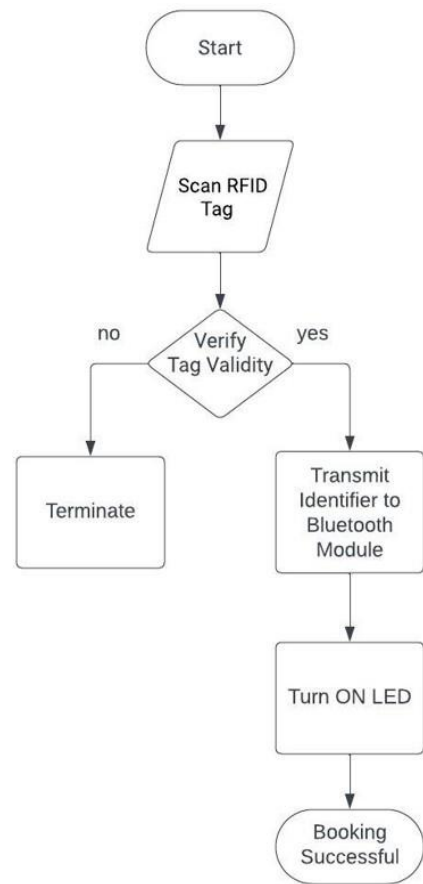 Start
Scan RFID
Tag
no
Verify
Tag Validity
yes
Terminate
Transmit
Identifier to
Bluetooth
Module
Turn ON LED
Booking
Successful